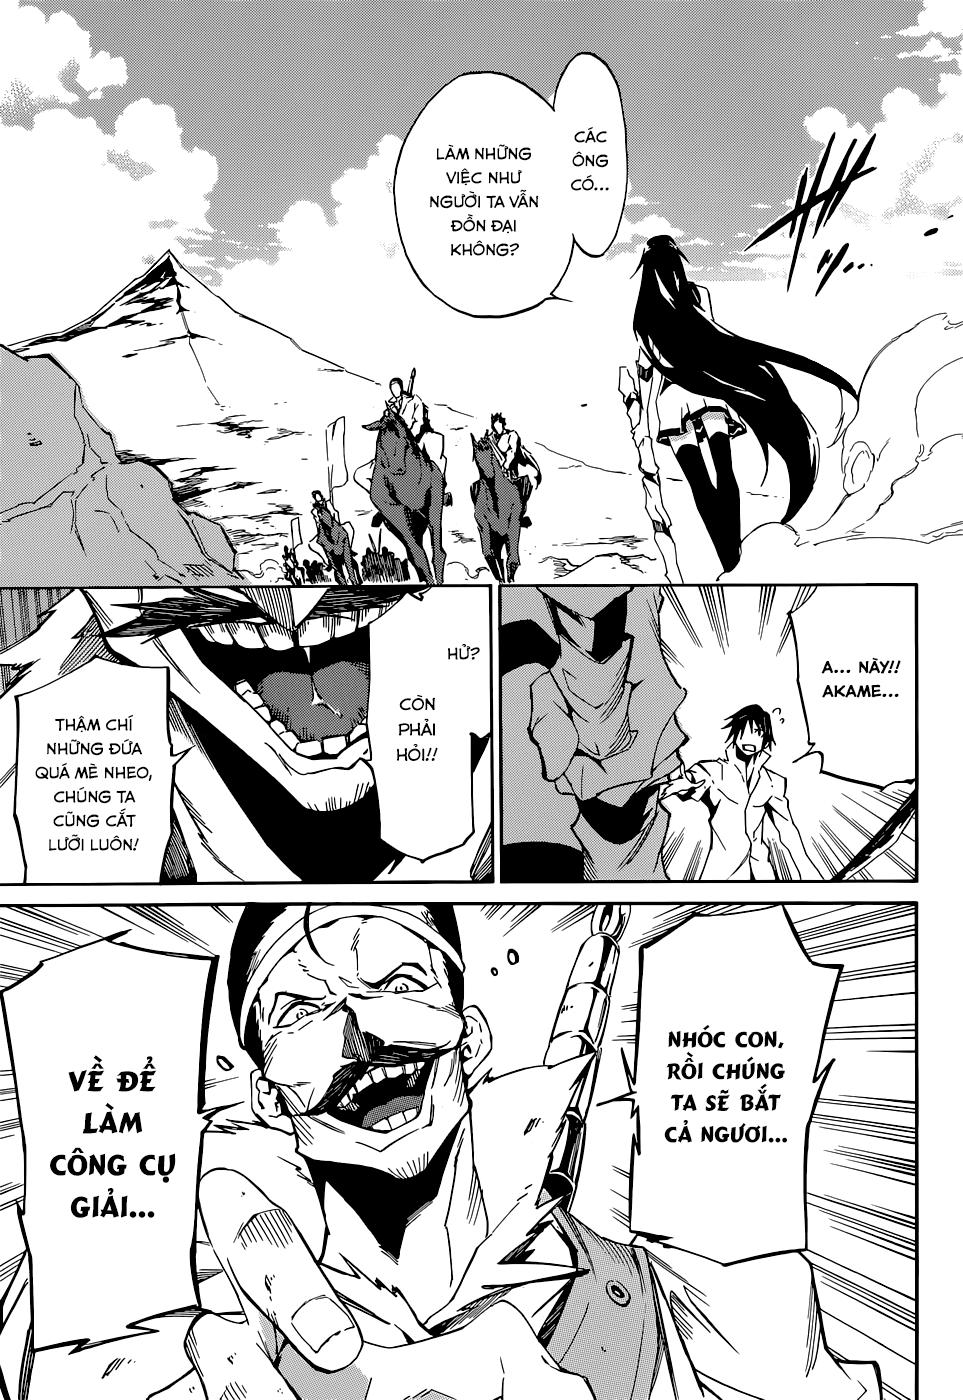 CÁC
ÔNG
CÓ...
LÀM NHỮNG
VIỆC NHƯ
NGƯỜI TA VẪN
ĐỒN ĐẠI
KHÔNG?
A... NÀY!!
AKAME...
HỬ?
CÒN
PHẢI
HỎI!!
THẬM CHÍ
NHỮNG ĐỨA
QUÁ MÈ NHEO,
CHÚNG TA
CŨNG CẮT
LƯỠI LUÔN!
NHÓC CON,
RỒI CHÚNG
TA SẼ BẮT
CẢ NGƯƠI...
VỀ ĐỂ
LÀM
CÔNG CỤ
GIẢI...